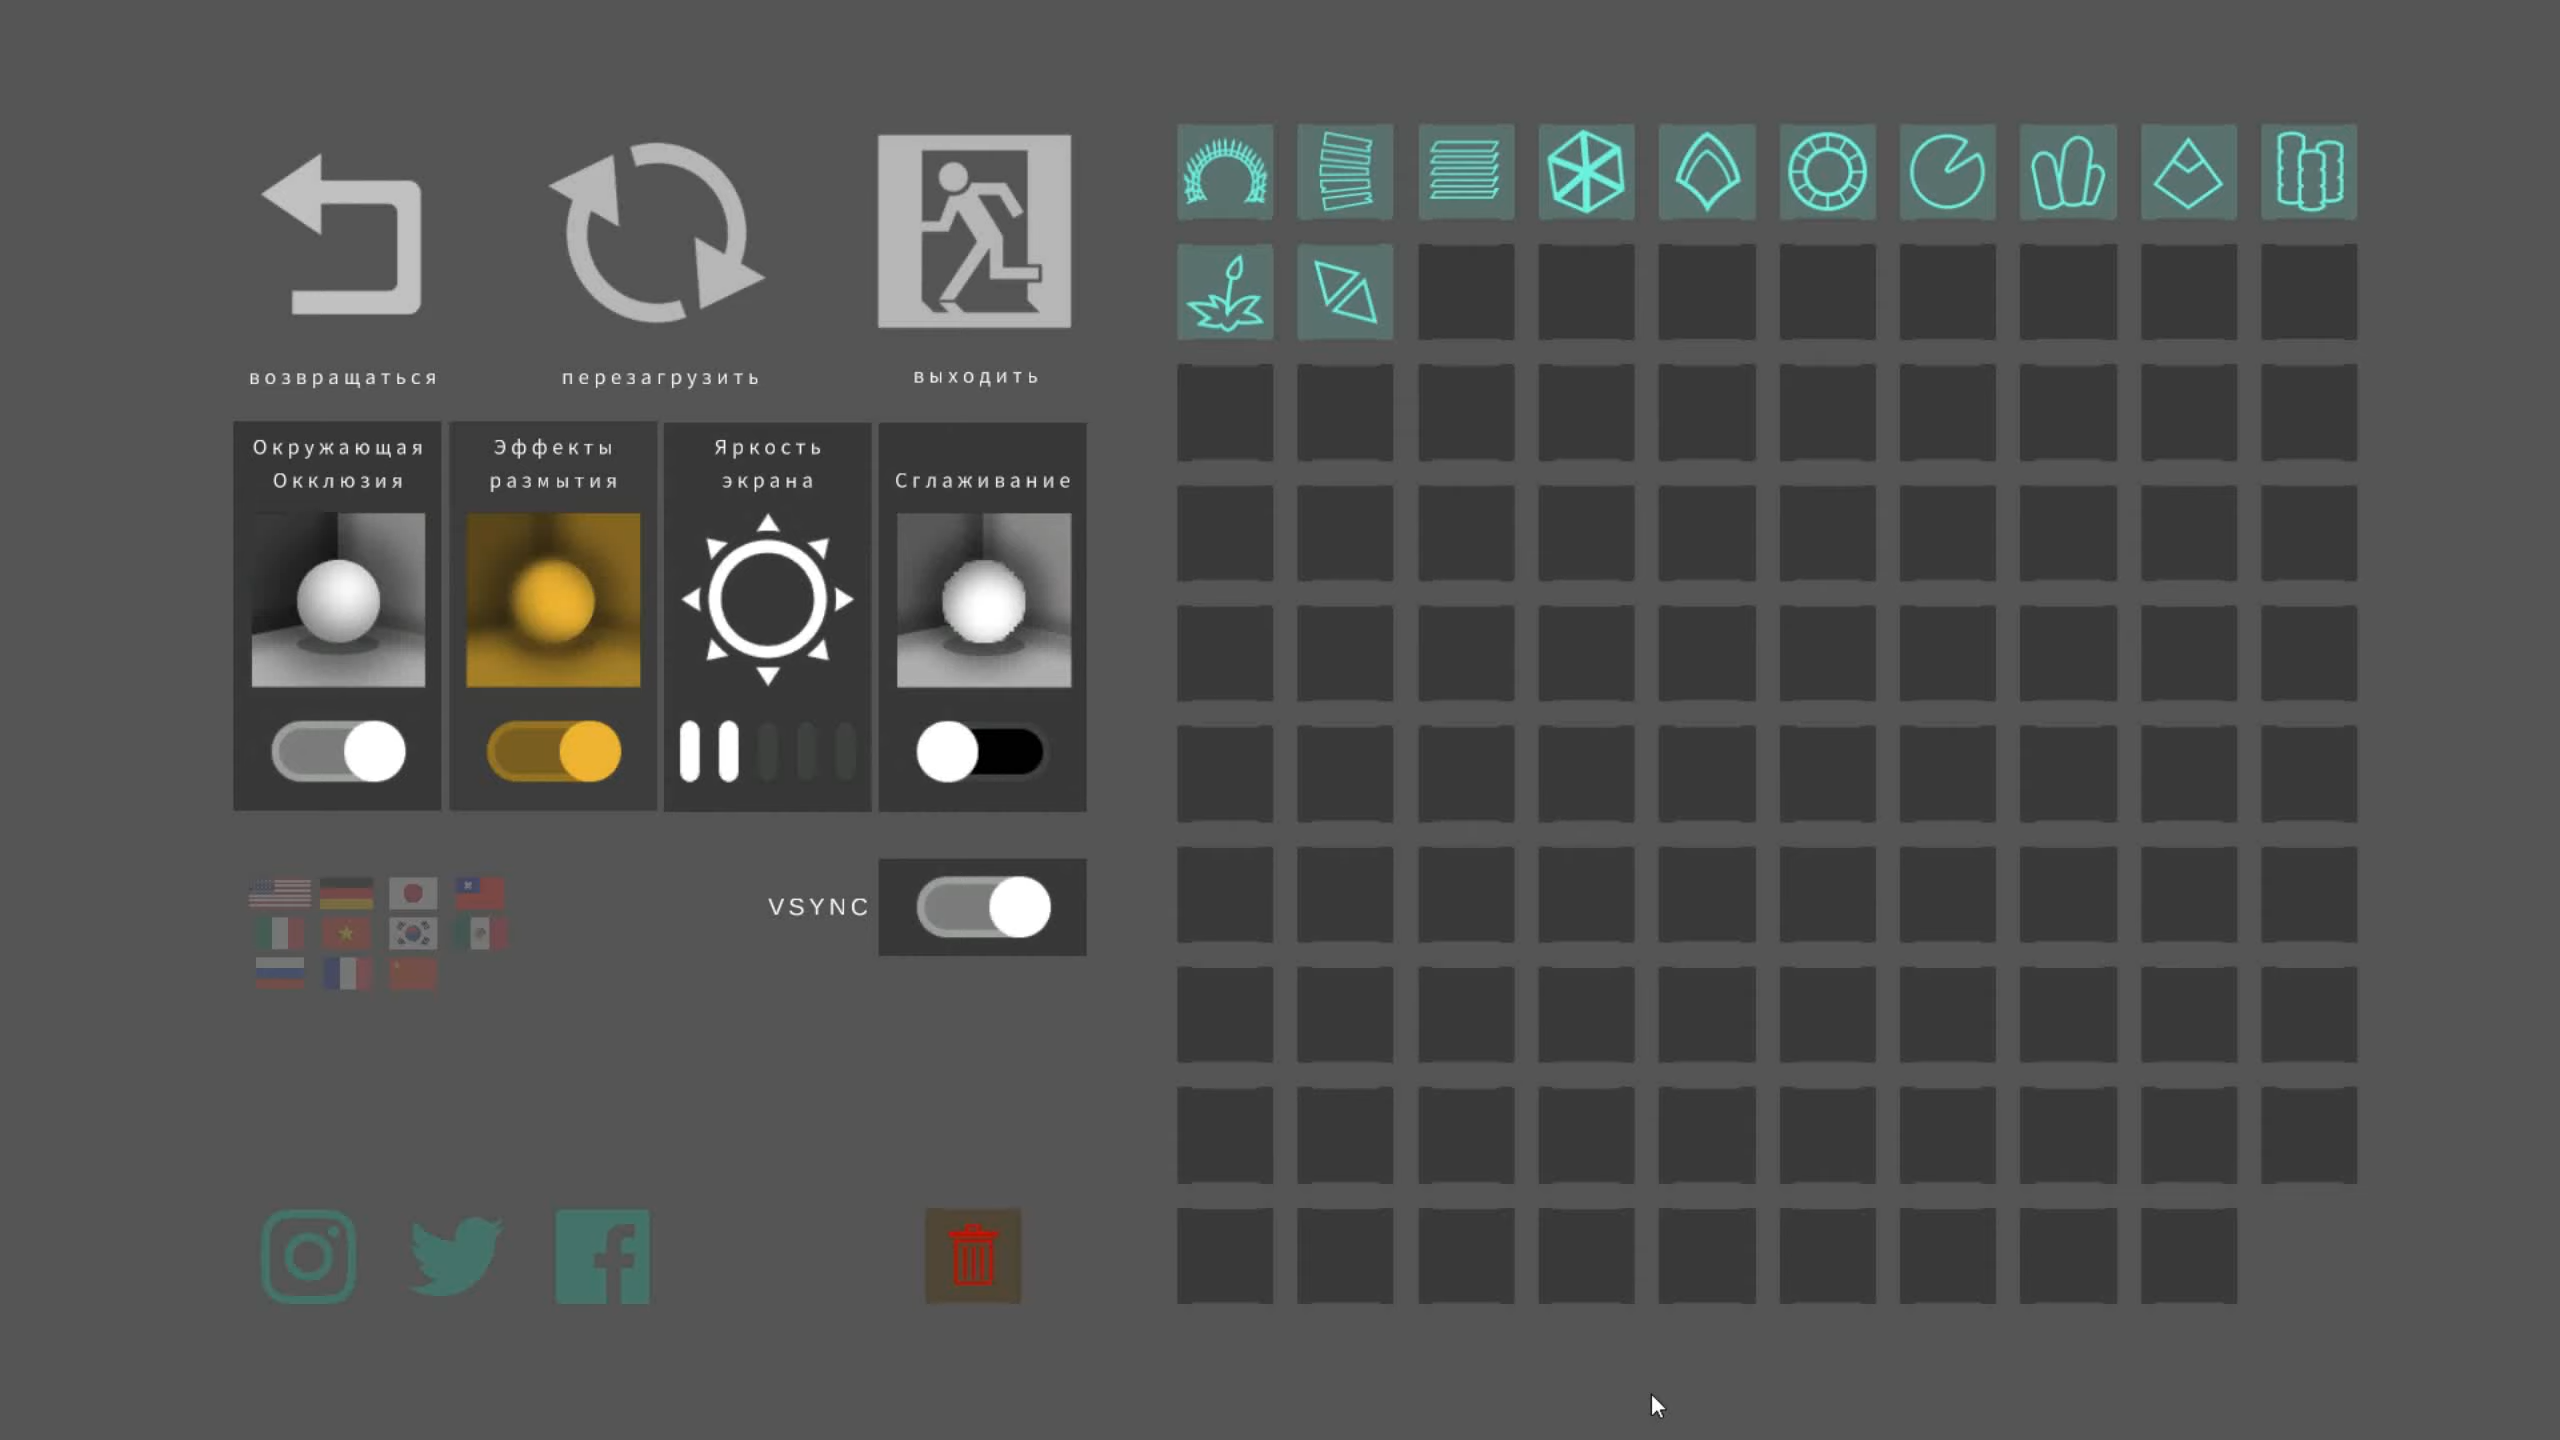 возвращаться
перезагрузить
выходить
Окружающая
Окклюзия
Эффекты
размытия
Яркость
экрана
Сглаживание
VSYNC